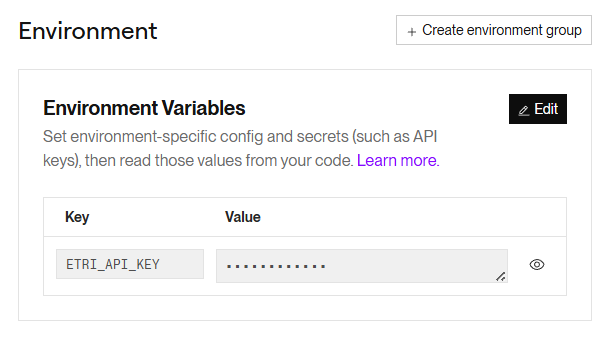 Environment
+ Create environment group
Environment Variables
Edit
Set environment-specific config and secrets (such as API
keys), then read those values from your code. Learn more.
Key Value
ETRI_API_KEY ············